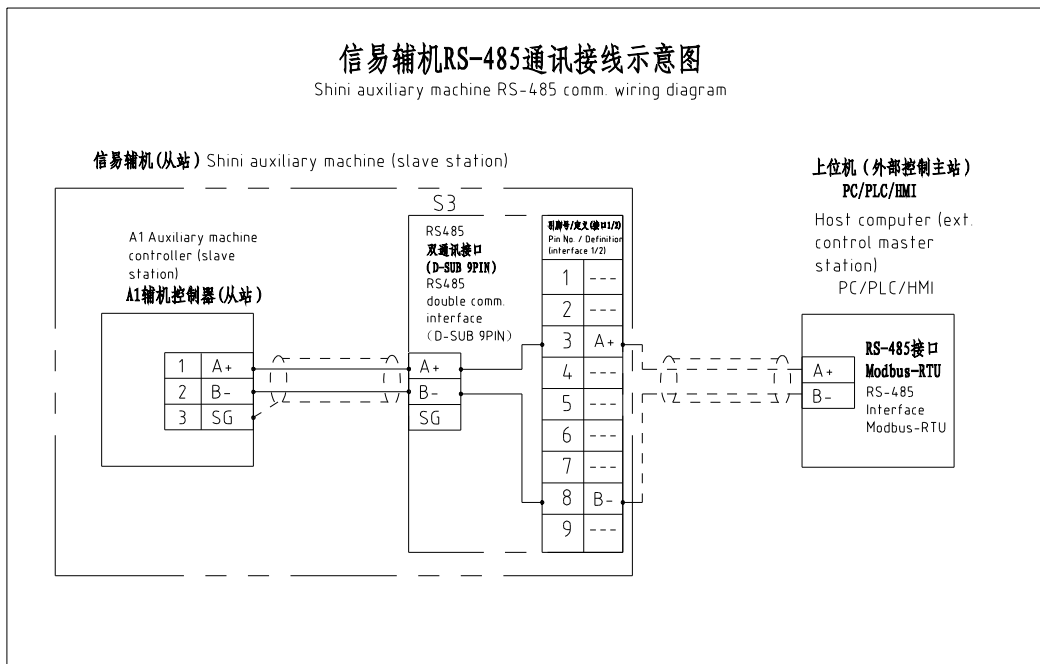 信易辅机RS-485通讯接线示意图
Shini auxiliary machine RS-485 comm. wiring diagram
信易辅机(从站) Shini auxiliary machine (slave station)
A1 Auxiliary machine
controller (slave
station)
A1辅机控制器(从站)
1 A+
2 B-
3 SG
S3
RS485
双通讯接口
(D-SUB 9PIN)
RS485
double comm.
interface
(D-SUB 9PIN)
A+
B-
SG
引脚号/定义(接口1/2)
Pin No. / Definition
(interface 1/2)
1 ---
2 ---
3 A+
4 ---
5 ---
6 ---
7 ---
8 B-
9 ---
上位机(外部控制主站)
PC/PLC/HMI
Host computer (ext.
control master
station)
PC/PLC/HMI
A+
B-
RS-485接口
Modbus-RTU
RS-485
Interface
Modbus-RTU